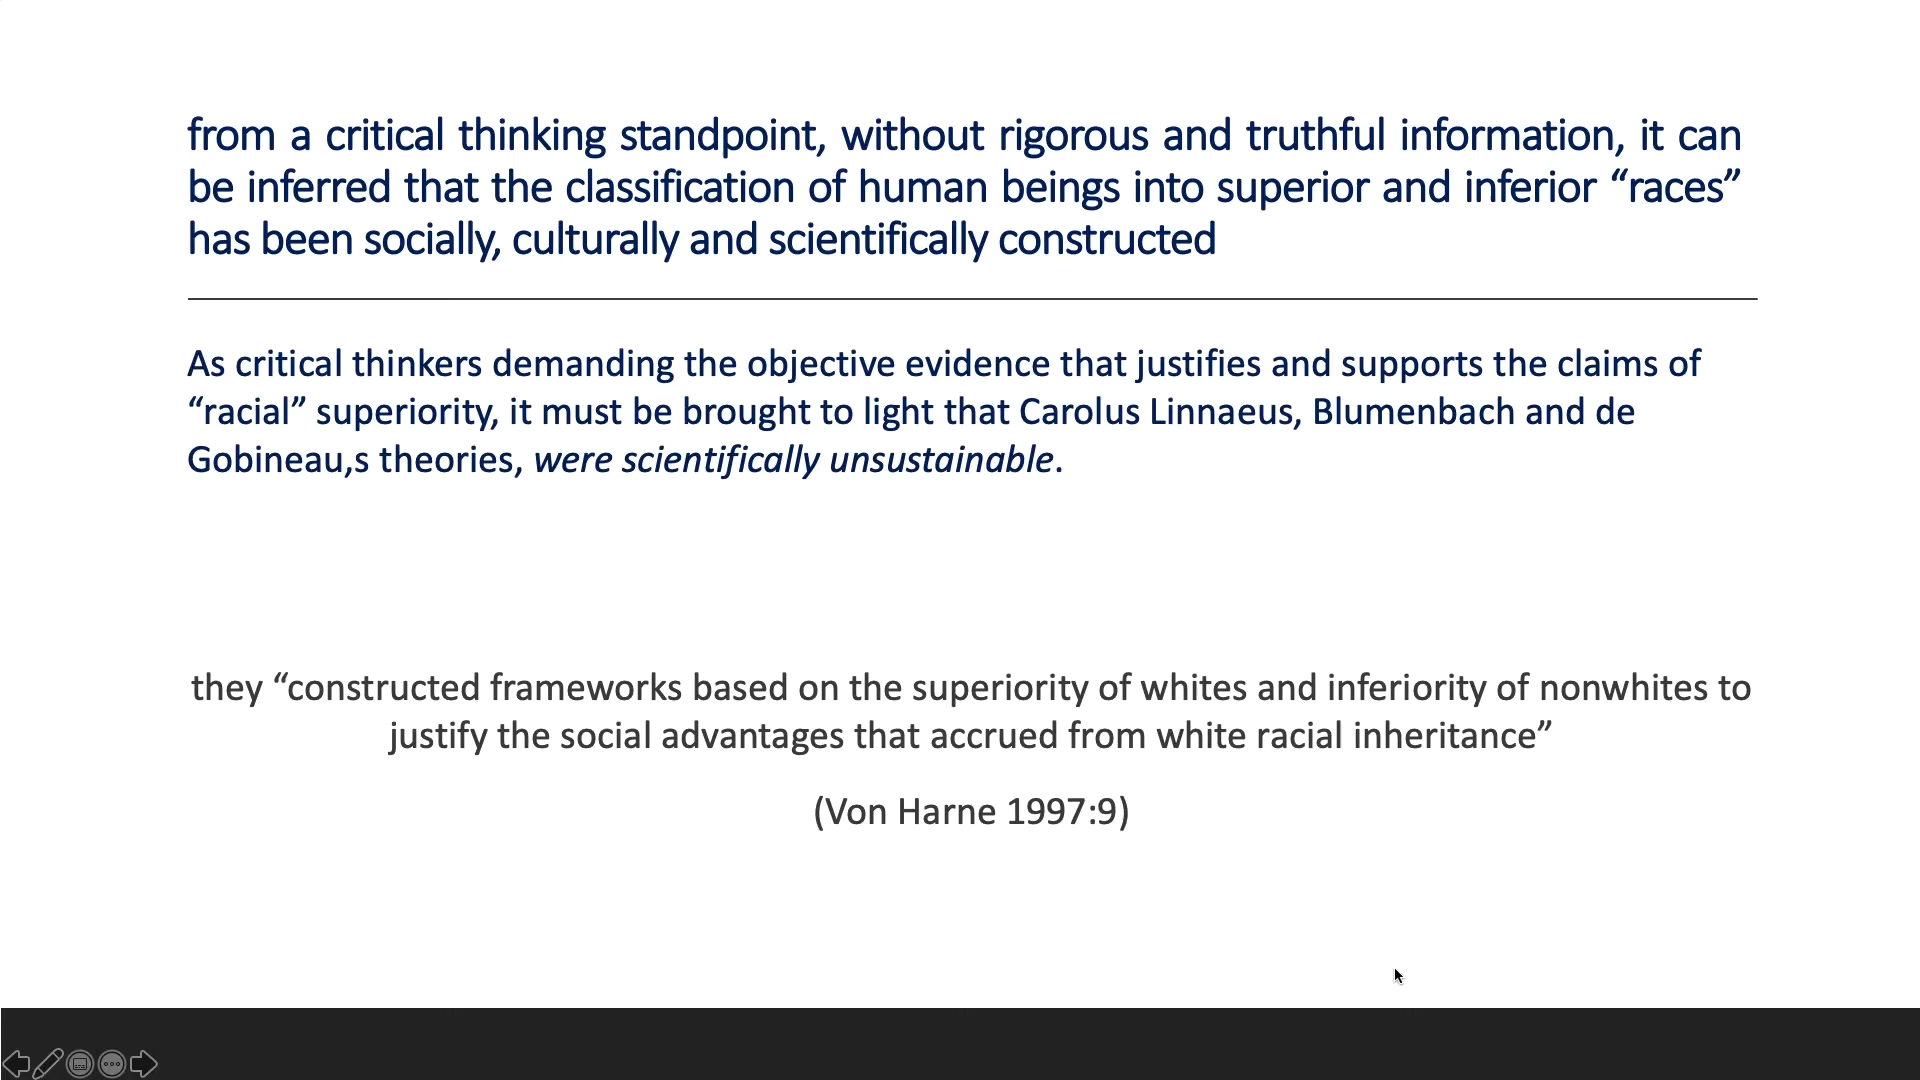 from a critical thinking standpoint, without rigorous and truthful information, it can
be inferred that the classification of human beings into superior and inferior “races”
has been socially, culturally and scientifically constructed
As critical thinkers demanding the objective evidence that justifies and supports the claims of
“racial” superiority, it must be brought to light that Carolus Linnaeus, Blumenbach and de
Gobineau,s theories, were scientifically unsustainable.
they “constructed frameworks based on the superiority of whites and inferiority of nonwhites to
justify the social advantages that accrued from white racial inheritance”
(Von Harne 1997:9)